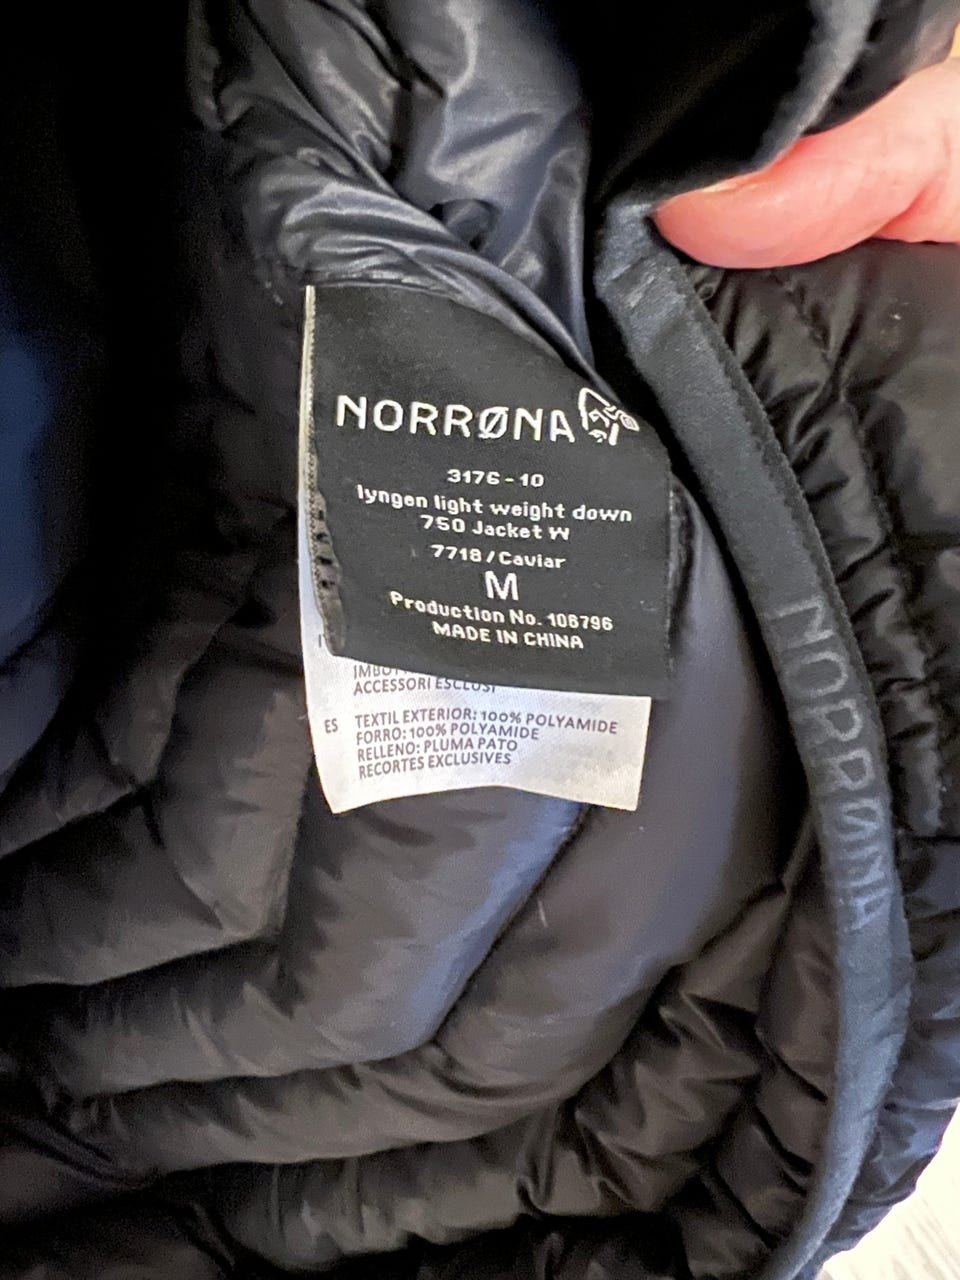 NORRØNA
3176-10
lyngen light weight down
750 Jacket W
7718/Caviar
M
Production No. 106796
MADE IN CHINA
ACCESSORI ESCLUSI
ES TEXTIL EXTERIOR: 100% POLYAMIDE
FORRO: 100% POLYAMIDE
RELLENO: PLUMA PATO
RECORTES EXCLUSIVES
NORRØNA